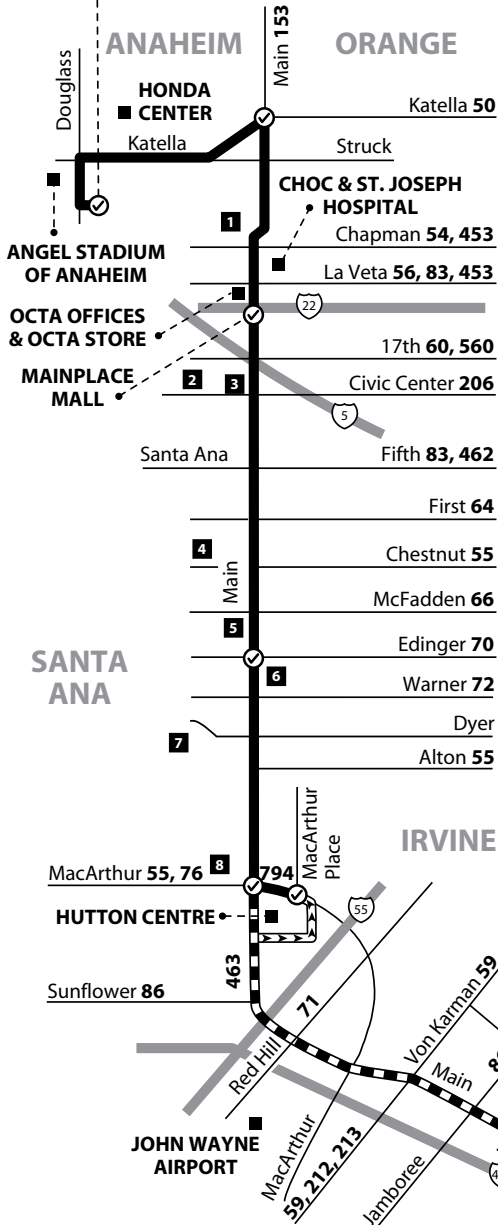 ANAHEIM
ORANGE
Main 153
Douglass
HONDA
CENTER
Katella 50
Katella
Struck
CHOC & ST. JOSEPH
HOSPITAL
1
Chapman 54, 453
ANGEL STADIUM
OF ANAHEIM
La Veta 56, 83, 453
OCTA OFFICES
& OCTA STORE
22
17th 60, 560
MAINPLACE
MALL
2
3
Civic Center 206
5
Santa Ana
Fifth 83, 462
First 64
4
Chestnut 55
Main
McFadden 66
5
Edinger 70
SANTA
ANA
6
Warner 72
Dyer
7
Alton 55
MacArthur
Place
IRVINE
MacArthur 55, 76
8
794
HUTTON CENTRE
55
463
Sunflower 86
71
Red Hill
Von Karman 59
Main
JOHN WAYNE
AIRPORT
MacArthur
59, 212, 213
Jamboree